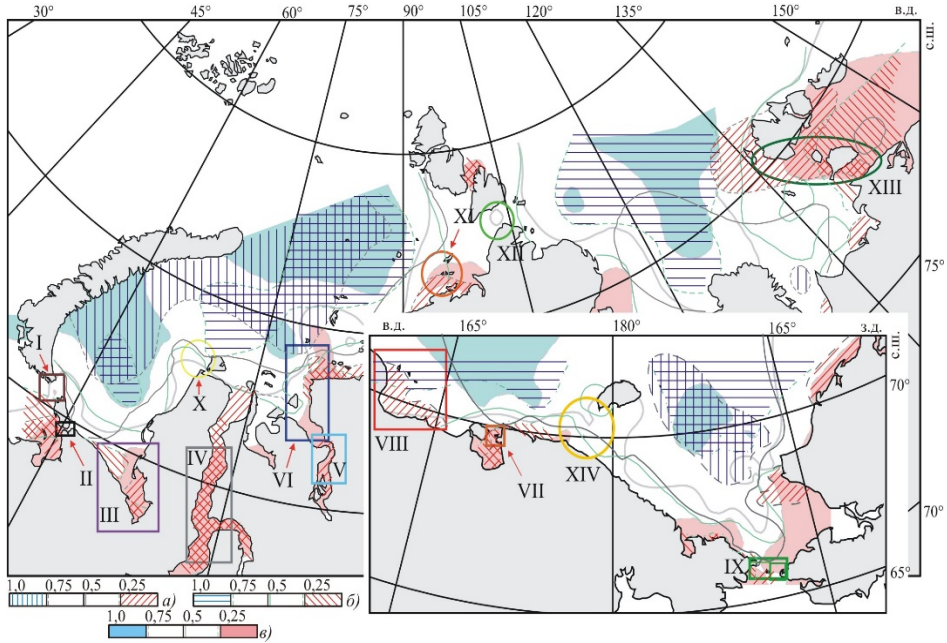 30° 45° 60° 75° 90° 105° 120° 135° 150° в.д.
с.ш.
XIII
XI
XII
75°
I
в.д. 165° 180° 165° з.д.
с.ш.
X
70°
VIII
II
IV
V
VI
XIV
III
VII
70°
IX
65°
1,0 0,75 0,5 0,25 а)
1,0 0,75 0,5 0,25 б)
1,0 0,75 0,5 0,25 в)